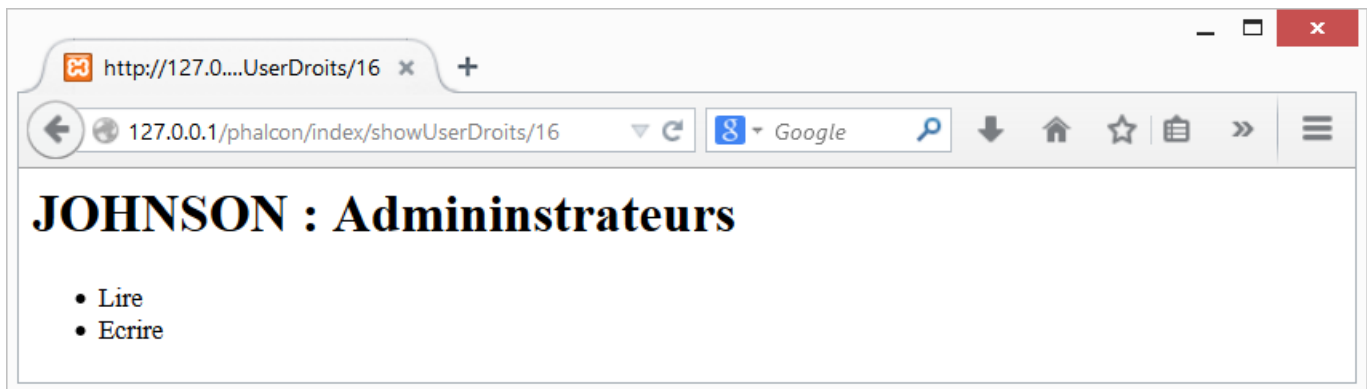 http://127.0....UserDroits/16
127.0.0.1/phalcon/index/showUserDroits/16
Google
JOHNSON : Admininstrateurs
Lire
Ecrire